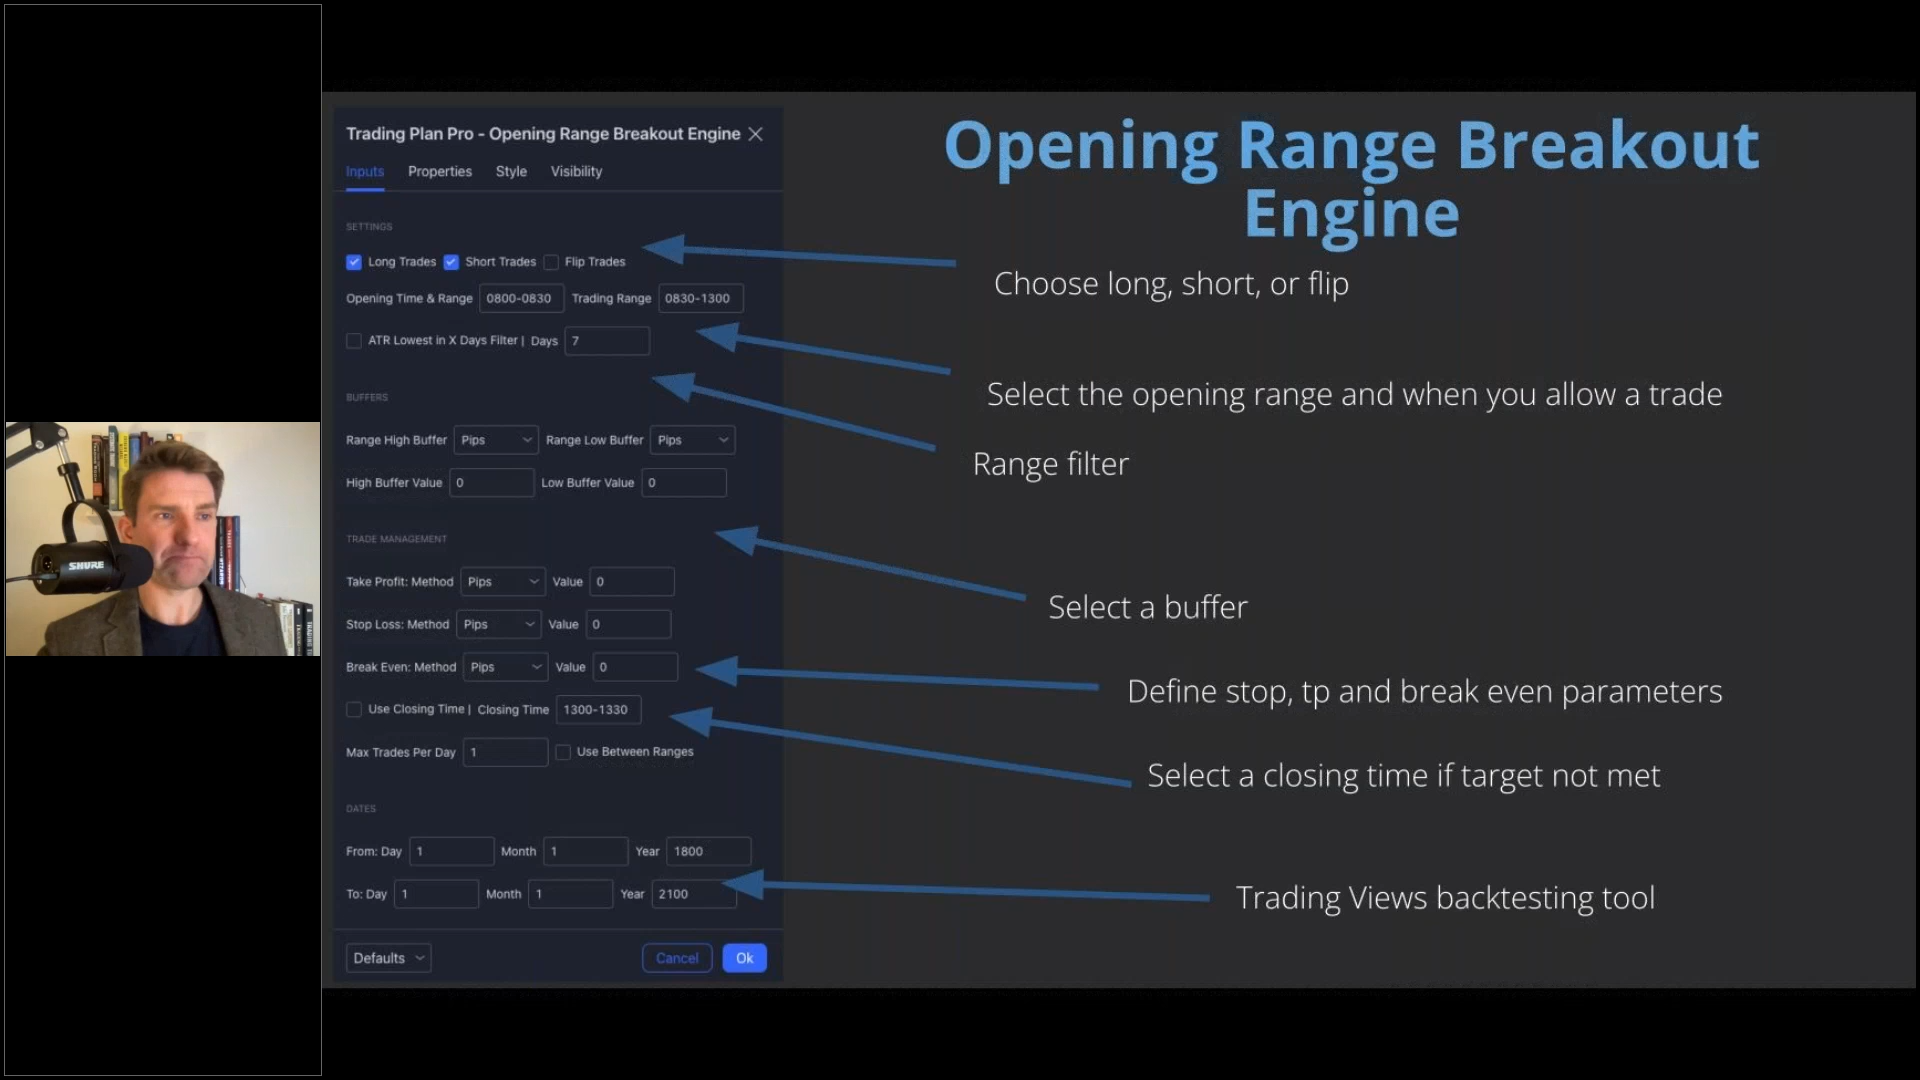 Trading Plan Pro - Opening Range Breakout Engine
Inputs Properties Style Visibility
SETTINGS
Long Trades Short Trades Flip Trades
Opening Time & Range 0800-0830 Trading Range 0830-1300
ATR Lowest in X Days Filter | Days 7
BUFFERS
Range High Buffer Pips Range Low Buffer Pips
High Buffer Value 0 Low Buffer Value 0
TRADE MANAGEMENT
Take Profit: Method Pips Value 0
Stop Loss: Method Pips Value 0
Break Even: Method Pips Value 0
Use Closing Time | Closing Time 1300-1330
Max Trades Per Day 1 Use Between Ranges
DATES
From: Day 1 Month 1 Year 1800
To: Day 1 Month 1 Year 2100
Defaults Cancel Ok
Opening Range Breakout
Engine
Choose long, short, or flip
Select the opening range and when you allow a trade
Range filter
Select a buffer
Define stop, tp and break even parameters
Select a closing time if target not met
Trading Views backtesting tool
SHURE